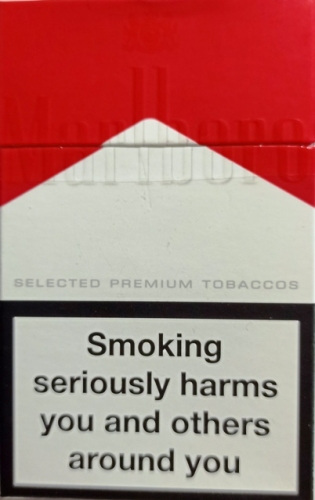 Marlboro
SELECTED PREMIUM TOBACCOS
Smoking
seriously harms
you and others
around you